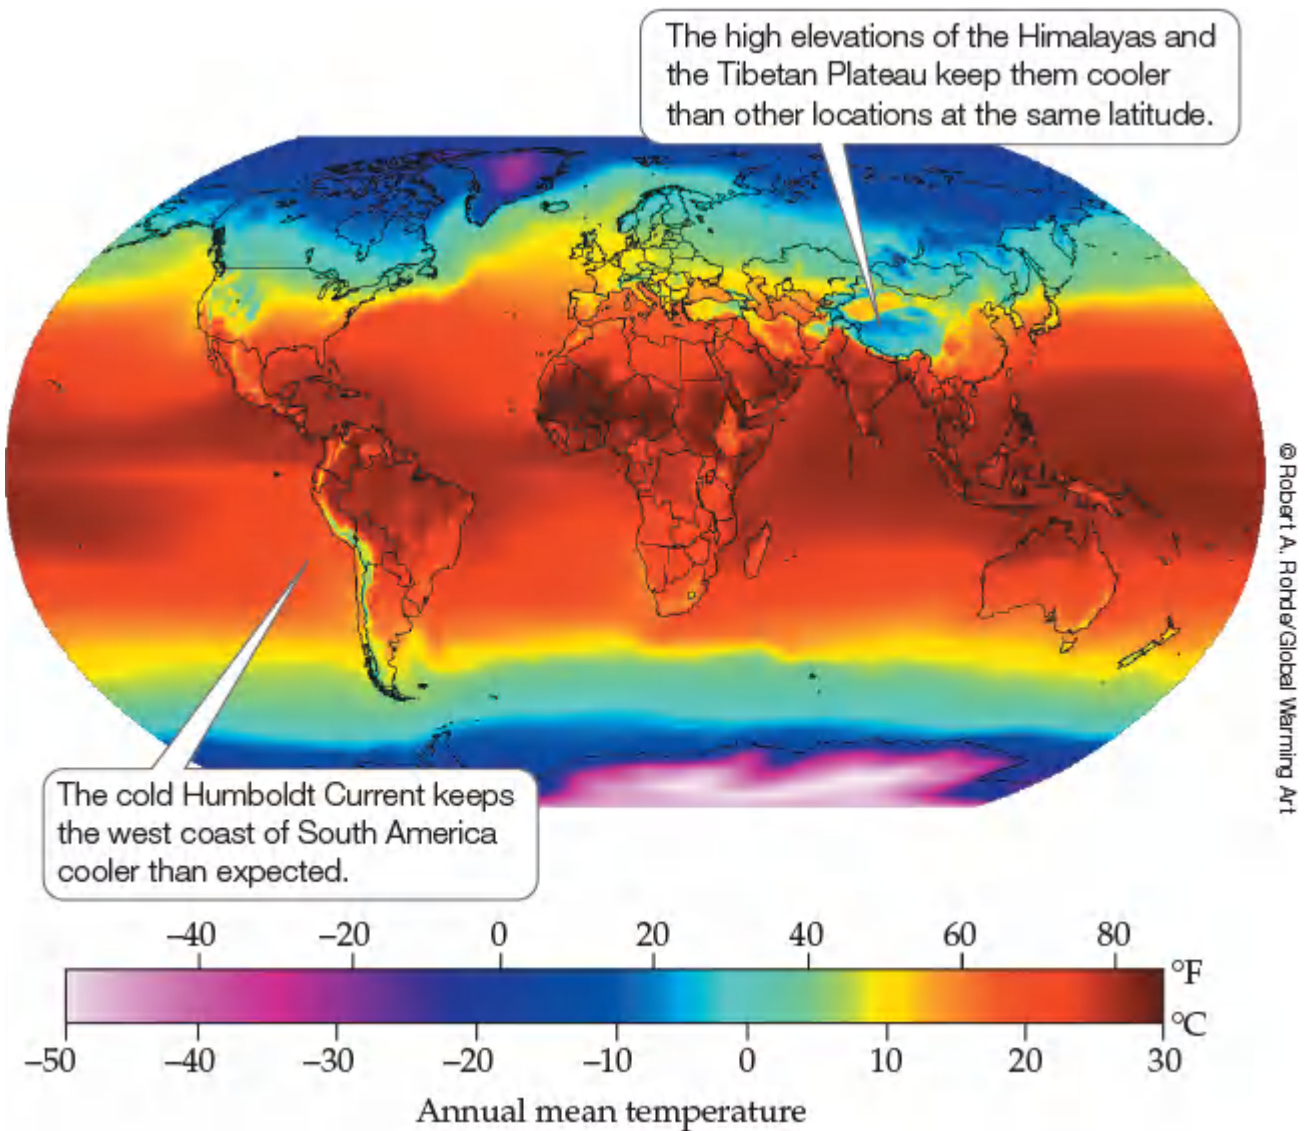 The high elevations of the Himalayas and
the Tibetan Plateau keep them cooler
than other locations at the same latitude.
© Robert A. Rohde/Global Warming Art
The cold Humboldt Current keeps
the west coast of South America
cooler than expected.
–40 –20 0 20 40 60 80
°F
°C
–50 –40 –30 –20 –10 0 10 20 30
Annual mean temperature